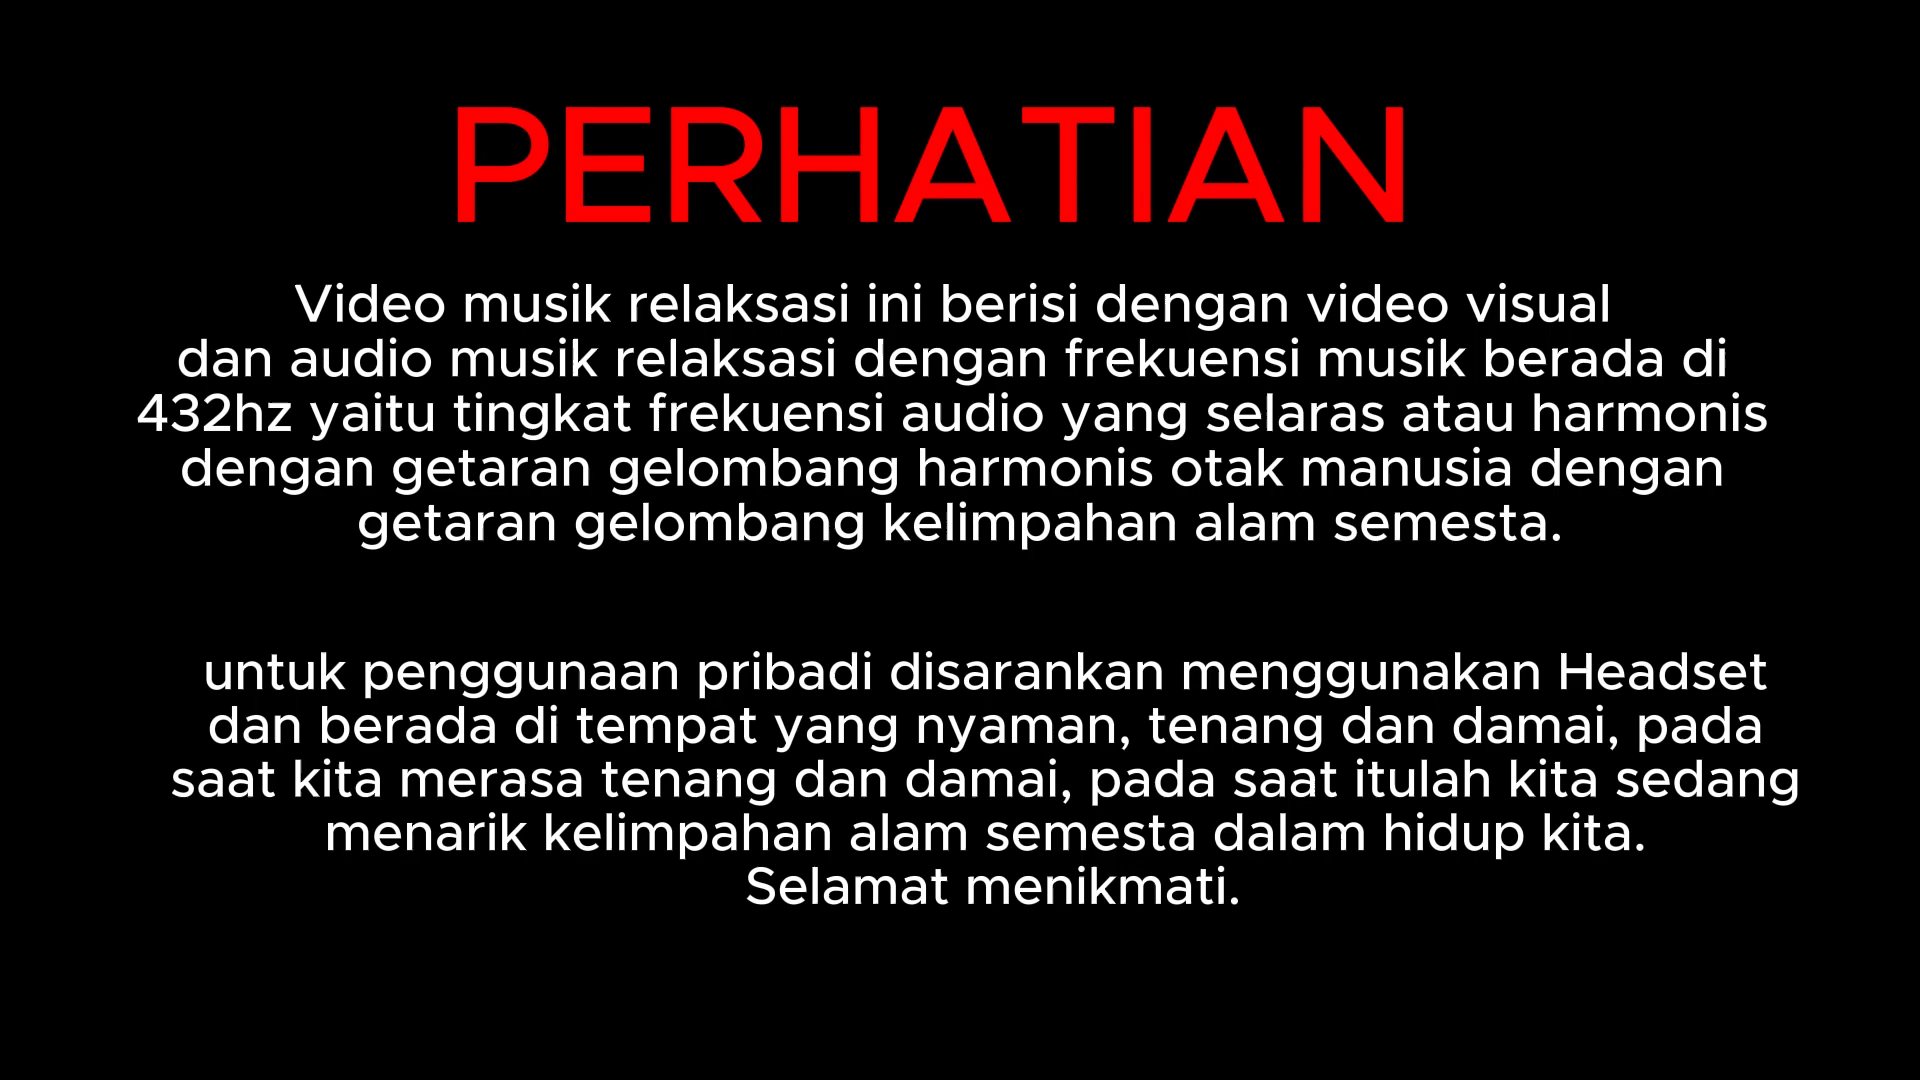 PERHATIAN
Video musik relaksasi ini berisi dengan video visual
dan audio musik relaksasi dengan frekuensi musik berada di
432hz yaitu tingkat frekuensi audio yang selaras atau harmonis
dengan getaran gelombang harmonis otak manusia dengan
getaran gelombang kelimpahan alam semesta.
untuk penggunaan pribadi disarankan menggunakan Headset
dan berada di tempat yang nyaman, tenang dan damai, pada
saat kita merasa tenang dan damai, pada saat itulah kita sedang
menarik kelimpahan alam semesta dalam hidup kita.
Selamat menikmati.